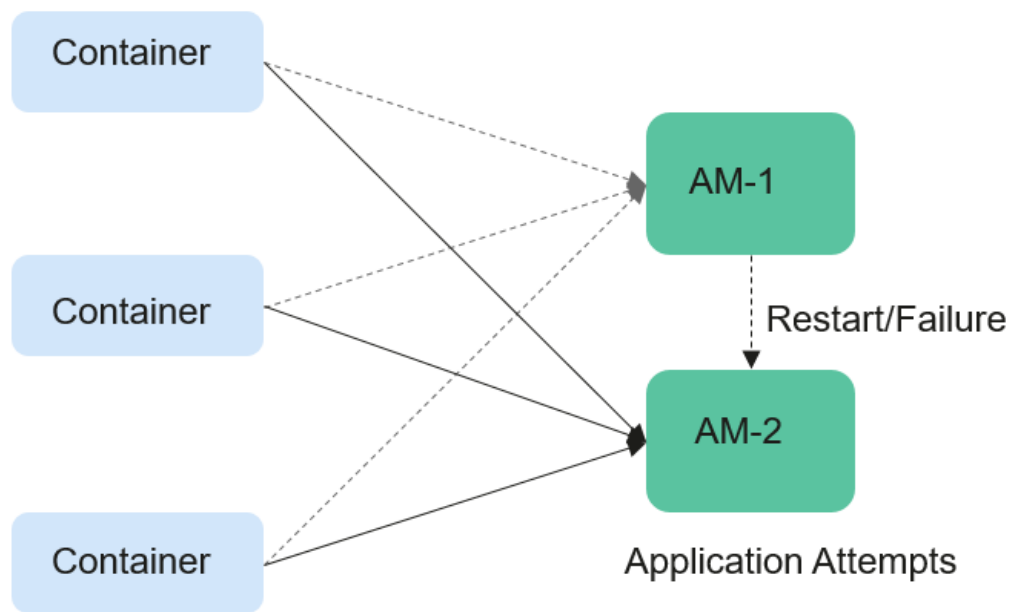 Container
AM-1
Container
Restart/Failure
AM-2
Container
Application Attempts